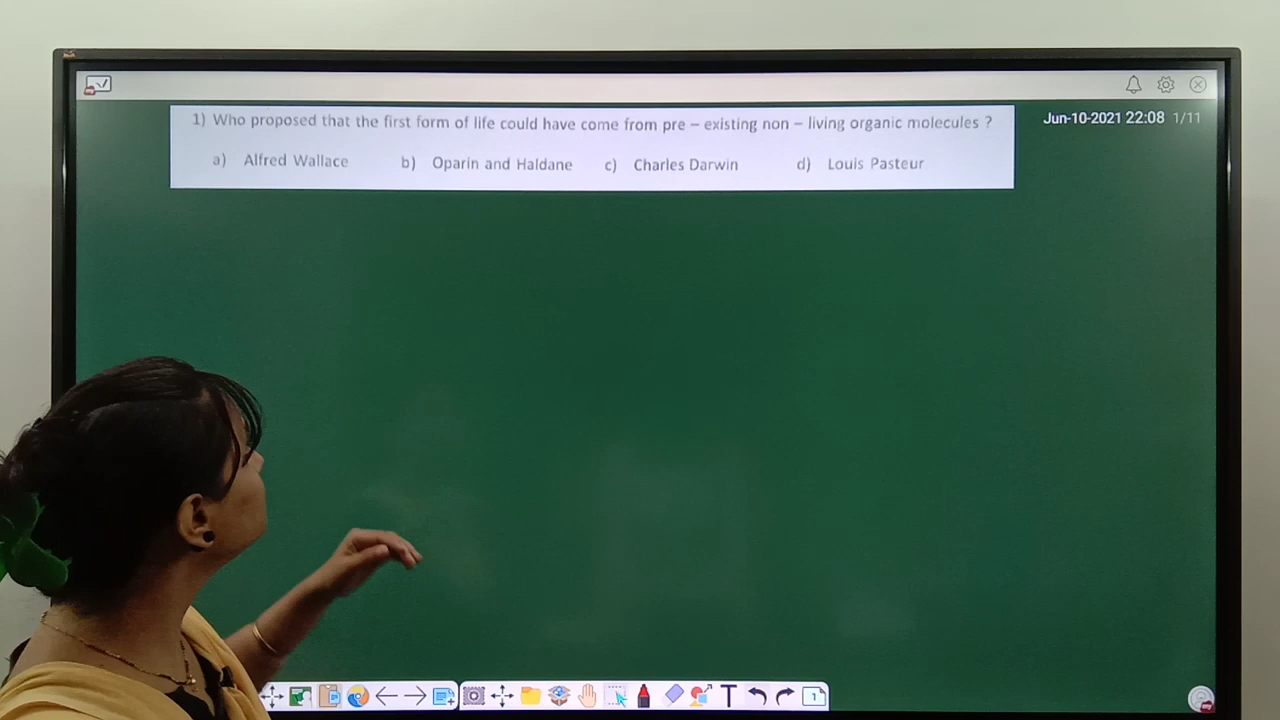 1) Who proposed that the first form of life could have come from pre – existing non – living organic molecules ?
a) Alfred Wallace b) Oparin and Haldane c) Charles Darwin d) Louis Pasteur
Jun-10-2021 22:08 1/11
T
1